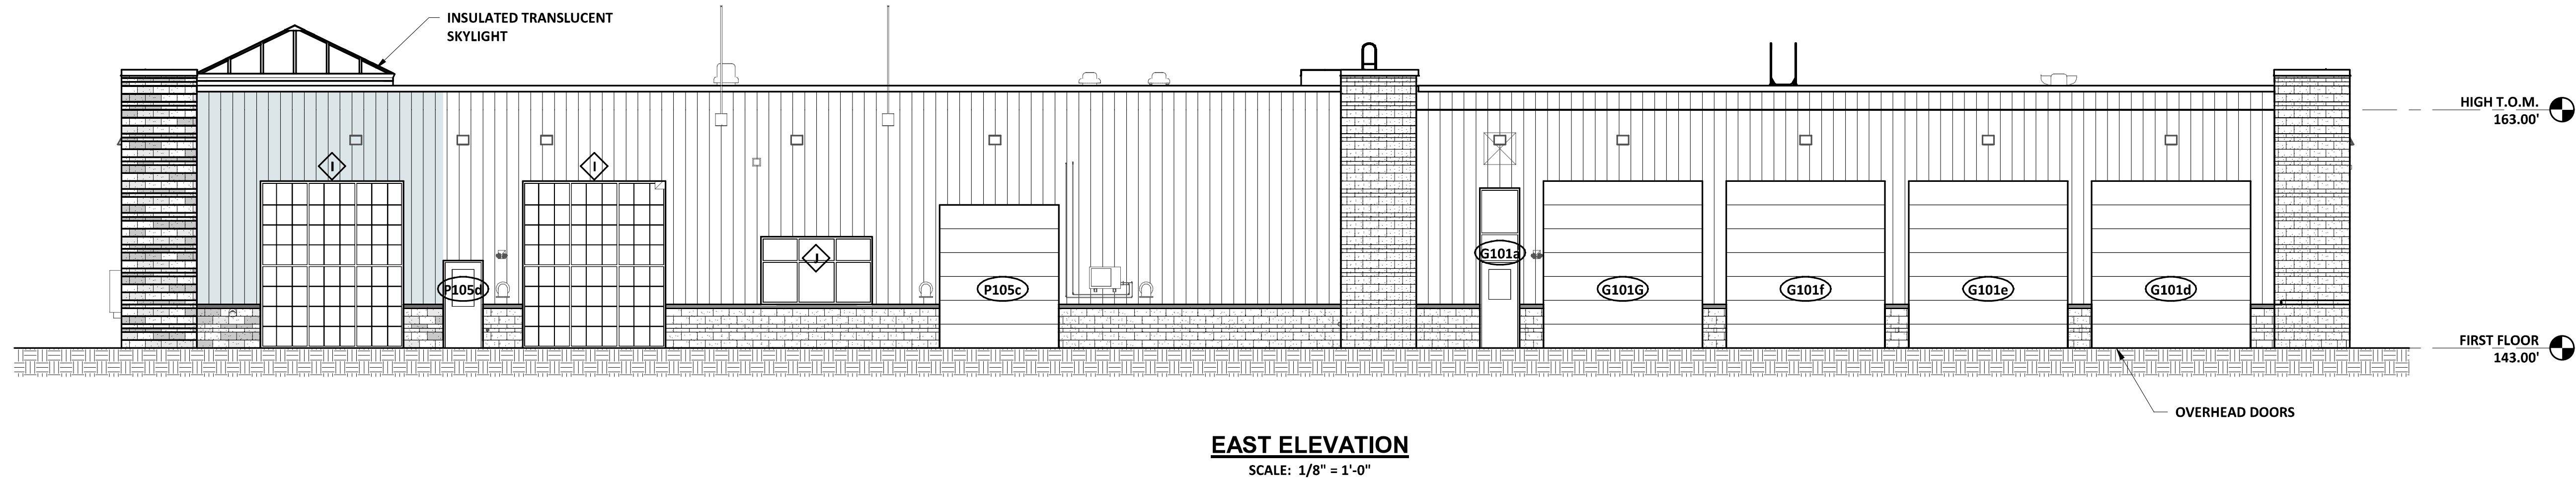 INSULATED TRANSLUCENT
SKYLIGHT
HIGH T.O.M.
163.00'
I
I
J
G101a
P105d
P105c
G101G
G101f
G101e
G101d
FIRST FLOOR
143.00'
OVERHEAD DOORS
EAST ELEVATION
SCALE: 1/8" = 1'-0"